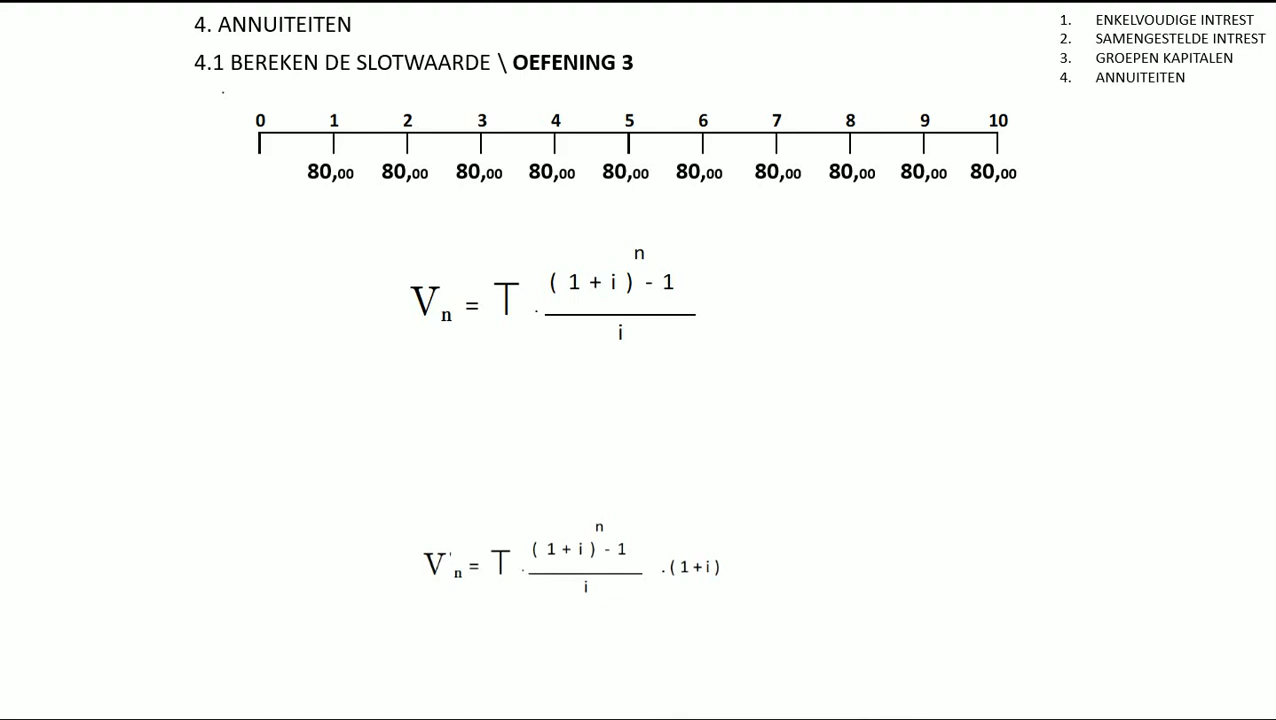 4. ANNUITEITEN
4.1 BEREKEN DE SLOTWAARDE \ OEFENING 3
1. ENKELVOUDIGE INTREST
2. SAMENGESTELDE INTREST
3. GROEPEN KAPITALEN
4. ANNUITEITEN
0 1 2 3 4 5 6 7 8 9 10
80,00 80,00 80,00 80,00 80,00 80,00 80,00 80,00 80,00 80,00
n
( 1 + i ) - 1
Vn = T .
i
n
( 1 + i ) - 1
V'n = T . . ( 1 + i )
i